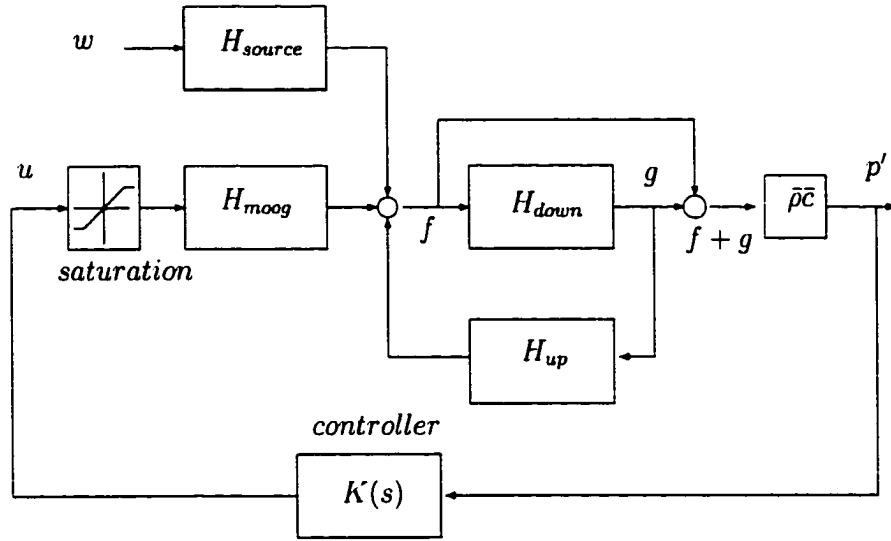 w
H_source
u
H_moog
f
H_down
g
f + g
ρ̄c̄
p′
saturation
H_up
controller
K(s)